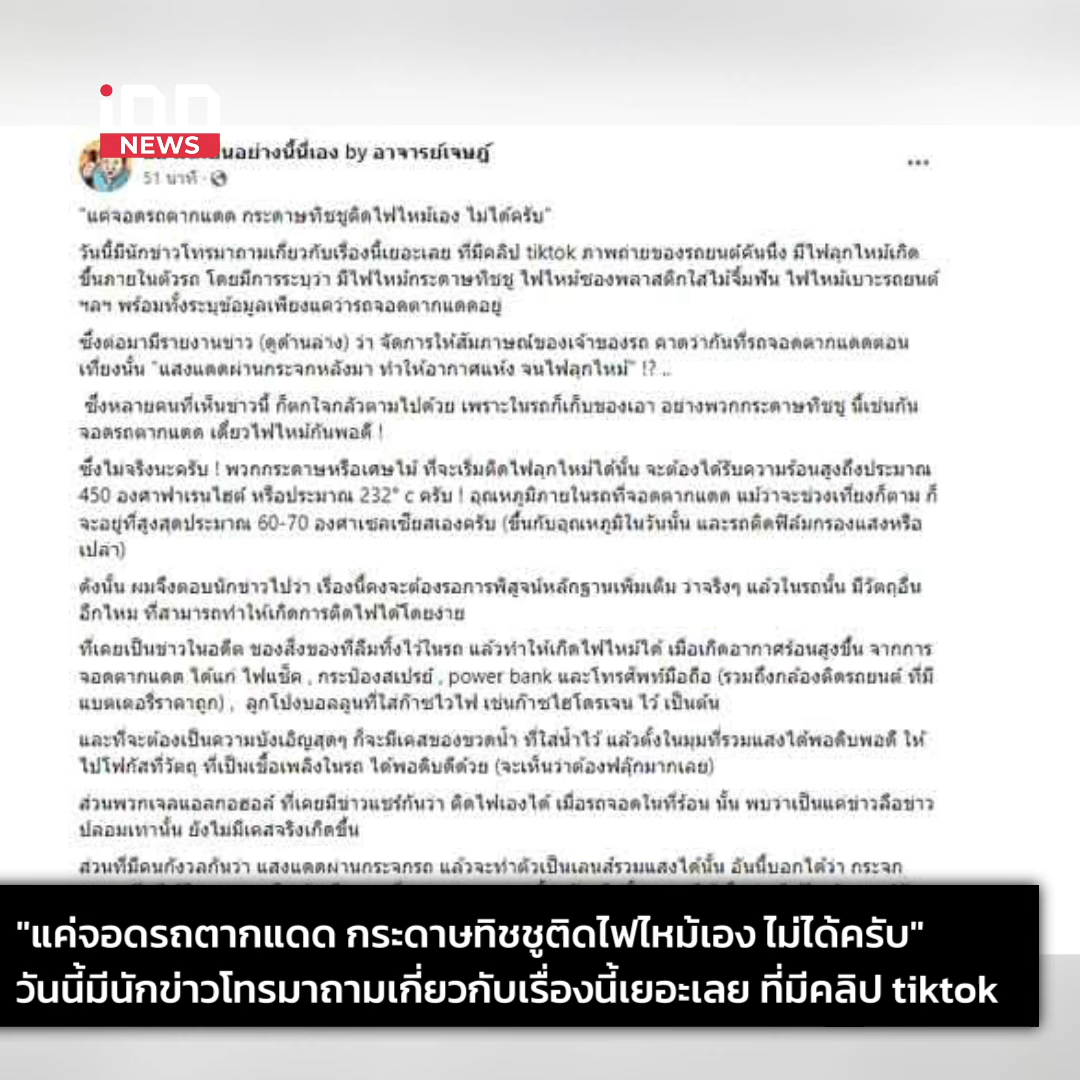 inn
NEWS
อย่างนี้นี่เอง by อาจารย์เจษฎ์
51 นาที
"แค่จอดรถตากแดด กระดาษทิชชูติดไฟไหม้เอง ไม่ได้ครับ"
วันนี้มีนักข่าวโทรมาถามเกี่ยวกับเรื่องนี้เยอะเลย ที่มีคลิป tiktok ภาพถ่ายของรถยนต์คันนึง มีไฟลุกไหม้เกิด
ขึ้นภายในตัวรถ โดยมีการระบุว่า มีไฟไหม้กระดาษทิชชู ไฟไหม้ซองพลาสติกใส่ไม้จิ้มฟัน ไฟไหม้เบาะรถยนต์
ฯลฯ พร้อมทั้งระบุข้อมูลเพียงแค่ว่ารถจอดตากแดดอยู่
ซึ่งต่อมามีรายงานข่าว (ดูด้านล่าง) ว่า จัดการให้สัมภาษณ์ของเจ้าของรถ คาดว่ากันที่รถจอดตากแดดตอน
เที่ยงนั้น "แสงแดดผ่านกระจกหลังมา ทำให้อากาศแห้ง จนไฟลุกไหม้" !? ..
ซึ่งหลายคนที่เห็นข่าวนี้ ก็ตกใจกลัวตามไปด้วย เพราะในรถก็เก็บของเอา อย่างพวกกระดาษทิชชู นี้เช่นกัน
จอดรถตากแดด เดี๋ยวไฟไหม้กันพอดี !
ซึ่งไม่จริงนะครับ ! พวกกระดาษหรือเศษไม้ ที่จะเริ่มติดไฟลุกไหม้ได้นั้น จะต้องได้รับความร้อนสูงถึงประมาณ
450 องศาฟาเรนไฮต์ หรือประมาณ 232° c ครับ ! อุณหภูมิภายในรถที่จอดตากแดด แม้ว่าจะช่วงเที่ยงก็ตาม ก็
จะอยู่ที่สูงสุดประมาณ 60-70 องศาเซลเซียสเองครับ (ขึ้นกับอุณหภูมิในวันนั้น และรถติดฟิล์มกรองแสงหรือ
เปล่า)
ดังนั้น ผมจึงตอบนักข่าวไปว่า เรื่องนี้คงจะต้องรอการพิสูจน์หลักฐานเพิ่มเติม ว่าจริงๆ แล้วในรถนั้น มีวัตถุอื่น
อีกไหม ที่สามารถทำให้เกิดการติดไฟได้โดยง่าย
ที่เคยเป็นข่าวในอดีต ของสิ่งของที่ลืมทิ้งไว้ในรถ แล้วทำให้เกิดไฟไหม้ได้ เมื่อเกิดอากาศร้อนสูงขึ้น จากการ
จอดตากแดด ได้แก่ ไฟแช็ค , กระป๋องสเปรย์ , power bank และโทรศัพท์มือถือ (รวมถึงกล้องติดรถยนต์ ที่มี
แบตเตอรี่ราคาถูก) , ลูกโป่งบอลลูนที่ใส่ก๊าซไวไฟ เช่นก๊าซไฮโดรเจน ไว้ เป็นต้น
และที่จะต้องเป็นความบังเอิญสุดๆ ก็จะมีเคสของขวดน้ำ ที่ใส่น้ำไว้ แล้วตั้งในมุมที่รวมแสงได้พอดิบพอดี ให้
ไปโฟกัสที่วัตถุ ที่เป็นเชื้อเพลิงในรถ ได้พอดิบดีด้วย (จะเห็นว่าต้องฟลุ๊กมากเลย)
ส่วนพวกเจลแอลกอฮอล์ ที่เคยมีข่าวแชร์กันว่า ติดไฟเองได้ เมื่อรถจอดในที่ร้อน นั้น พบว่าเป็นแค่ข่าวลือข่าว
ปลอมเท่านั้น ยังไม่มีเคสจริงเกิดขึ้น
ส่วนที่มีคนกังวลกันว่า แสงแดดผ่านกระจกรถ แล้วจะทำตัวเป็นเลนส์รวมแสงได้นั้น อันนี้บอกได้ว่า กระจก
"แค่จอดรถตากแดด กระดาษทิชชูติดไฟไหม้เอง ไม่ได้ครับ"
วันนี้มีนักข่าวโทรมาถามเกี่ยวกับเรื่องนี้เยอะเลย ที่มีคลิป tiktok